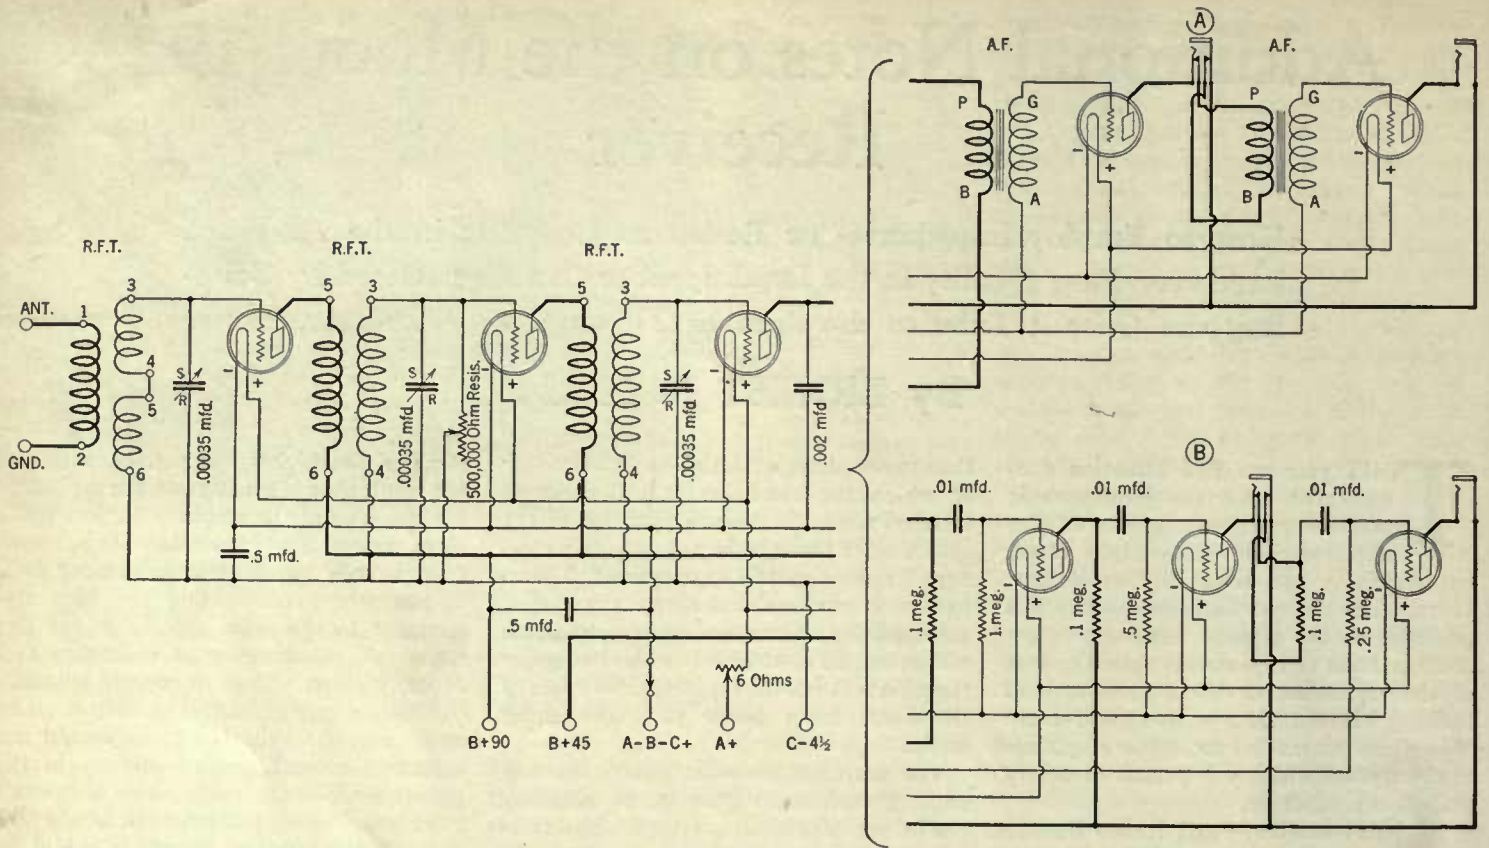 R.F.T.
R.F.T.
R.F.T.
ANT.
GND.
1
2
3
4
5
6
S
R
.00035 mfd.
- +
5
6
3
4
S
R
.00035 mfd.
500,000 Ohm Resis.
- +
5
6
3
4
S
R
.00035 mfd.
- +
.002 mfd
.5 mfd.
.5 mfd.
6 Ohms
B+90
B+45
A-B-C+
A+
C-4½
A
A.F.
A.F.
P
B
G
A
- +
P
B
G
A
- +
B
.01 mfd.
.01 mfd.
.01 mfd.
.1 meg.
1 meg.
- +
.1 meg.
.5 meg.
- +
.1 meg.
.25 meg.
- +